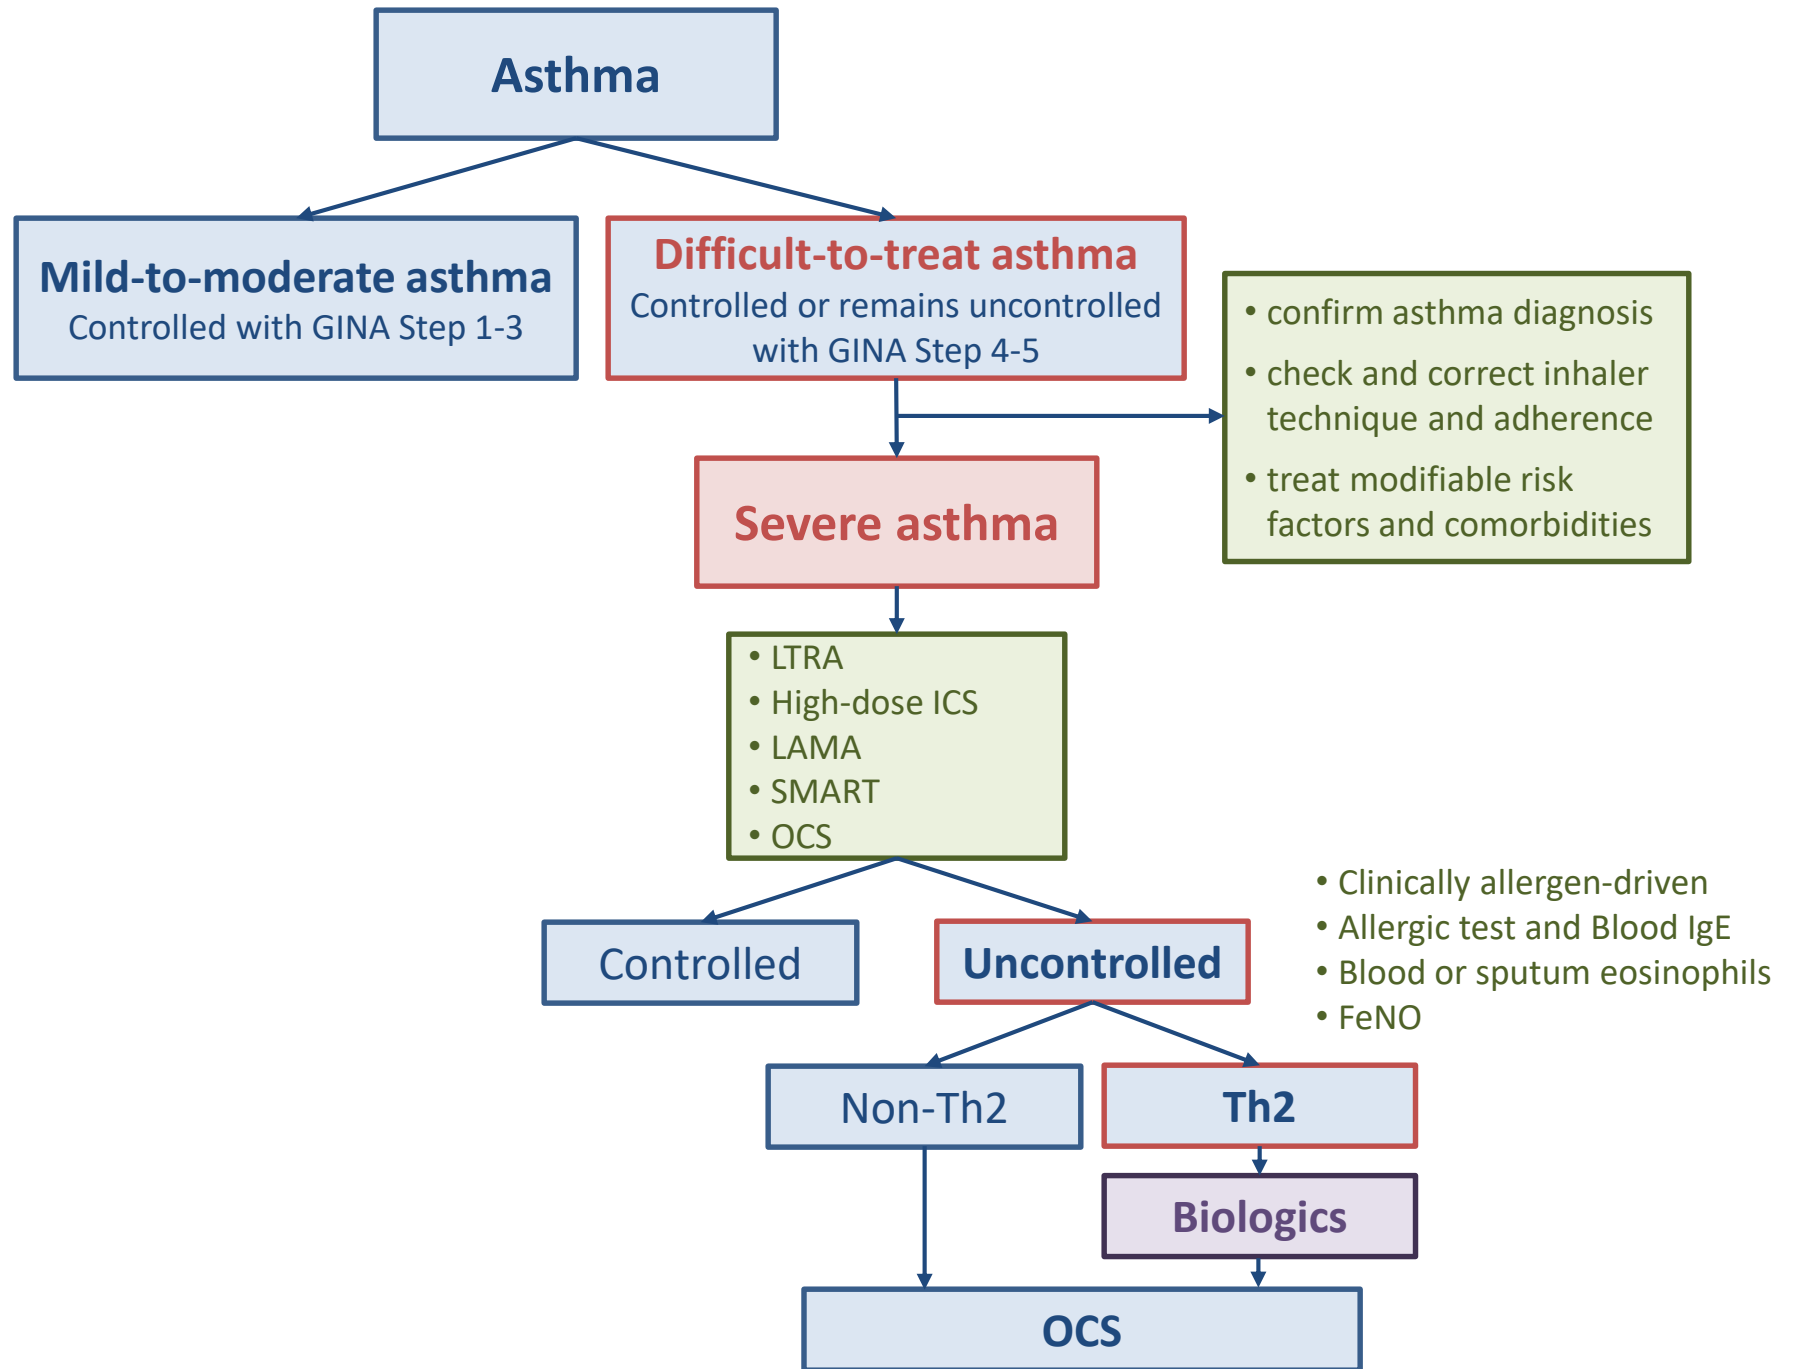 Asthma
Mild-to-moderate asthma
Controlled with GINA Step 1-3
Difficult-to-treat asthma
Controlled or remains uncontrolled
with GINA Step 4-5
• confirm asthma diagnosis
• check and correct inhaler
technique and adherence
• treat modifiable risk
factors and comorbidities
Severe asthma
• LTRA
• High-dose ICS
• LAMA
• SMART
• OCS
Controlled
Uncontrolled
• Clinically allergen-driven
• Allergic test and Blood IgE
• Blood or sputum eosinophils
• FeNO
Non-Th2
Th2
Biologics
OCS